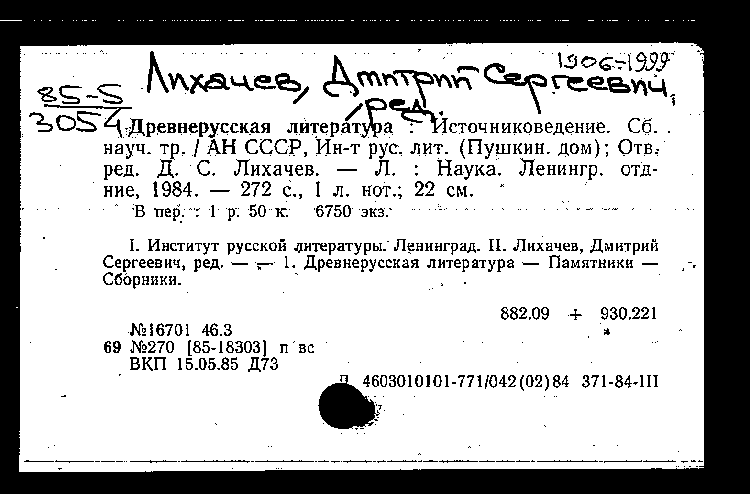 1906-1999
Лихачев, Дмитрий Сергеевич,
85-5
3054
ред.
Древнерусская литература : Источниковедение. Сб.
науч. тр. / АН СССР, Ин-т рус. лит. (Пушкин. дом); Отв.
ред. Д. С. Лихачев. — Л. : Наука. Ленингр. отд-
ние, 1984. — 272 с., 1 л. нот.; 22 см.
В пер. : 1 р. 50 к. 6750 экз.
I. Институт русской литературы. Ленинград. II. Лихачев, Дмитрий
Сергеевич, ред. — — 1. Древнерусская литература — Памятники —
Сборники.
882.09 + 930.221
№16701 46.3
69 №270 [85-18303] п вс
ВКП 15.05.85 Д73
4603010101-771/042(02)84 371-84-III